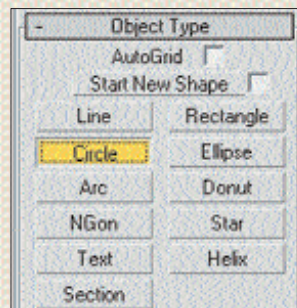 - Object Type
AutoGrid
Start New Shape
Line Rectangle
Circle Ellipse
Arc Donut
NGon Star
Text Helix
Section